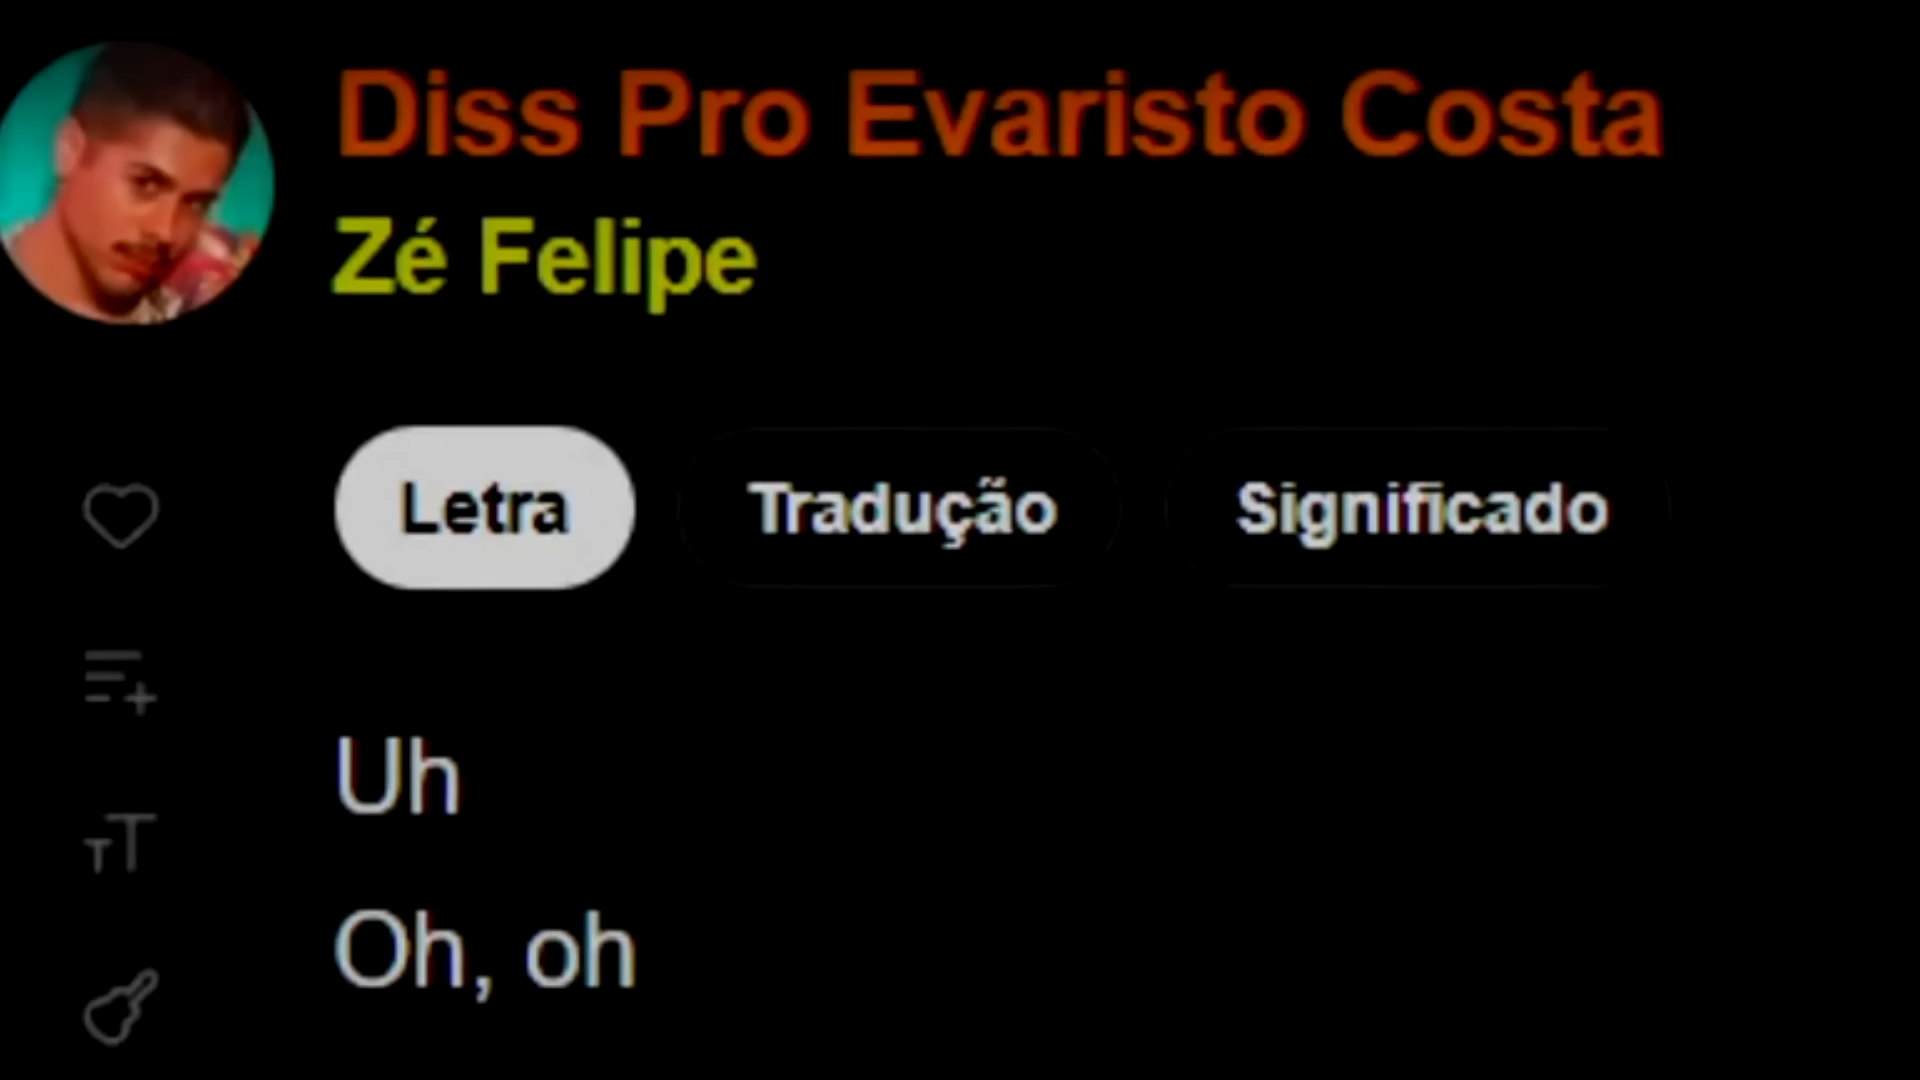 Diss Pro Evaristo Costa
Zé Felipe
Letra Tradução Significado
Uh
Oh, oh